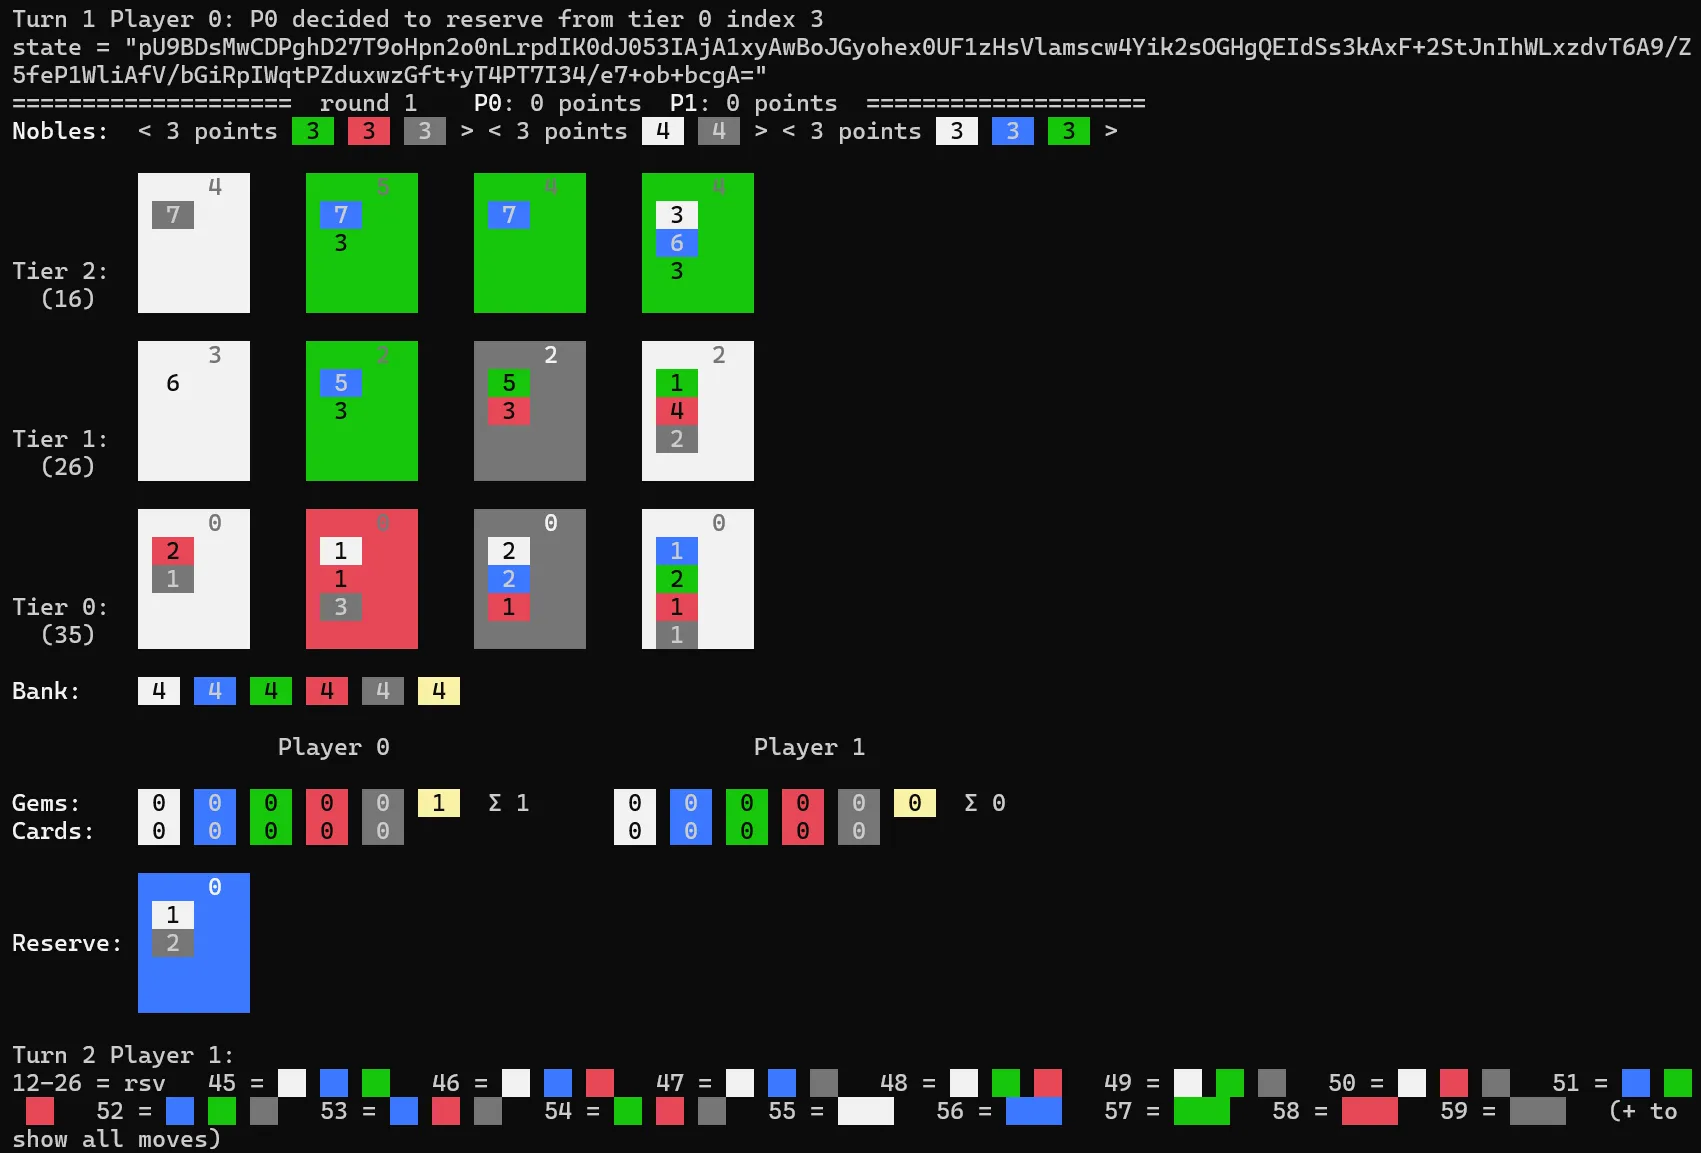 Turn 1 Player 0: P0 decided to reserve from tier 0 index 3
state = "pU9BDsMwCDPghD27T9oHpn2o0nLrpdIK0dJ053IAjA1xyAwBoJGyohex0UF1zHsVlamscw4Yik2sOGHgQEIdSs3kAxF+2StJnIhWLxzdvT6A9/Z
5feP1WliAfV/bGiRpIWqtPZduxwzGft+yT4PT7I34/e7+ob+bcgA="
==================== round 1 P0: 0 points P1: 0 points ====================
Nobles: < 3 points 3 3 3 > < 3 points 4 4 > < 3 points 3 3 3 >
4 5 4 4
7 7 7 3
3 6
Tier 2: 3
(16)
3 2 2 2
6 5 5 1
3 3 4
Tier 1: 2
(26)
0 0 0 0
2 1 2 1
1 1 2 2
Tier 0: 3 1 1
(35) 1
Bank: 4 4 4 4 4 4
Player 0 Player 1
Gems: 0 0 0 0 0 1 Σ 1 0 0 0 0 0 0 Σ 0
Cards: 0 0 0 0 0 0 0 0 0 0
0
1
Reserve: 2
Turn 2 Player 1:
12-26 = rsv 45 = 46 = 47 = 48 = 49 = 50 = 51 =
52 = 53 = 54 = 55 = 56 = 57 = 58 = 59 = (+ to
show all moves)